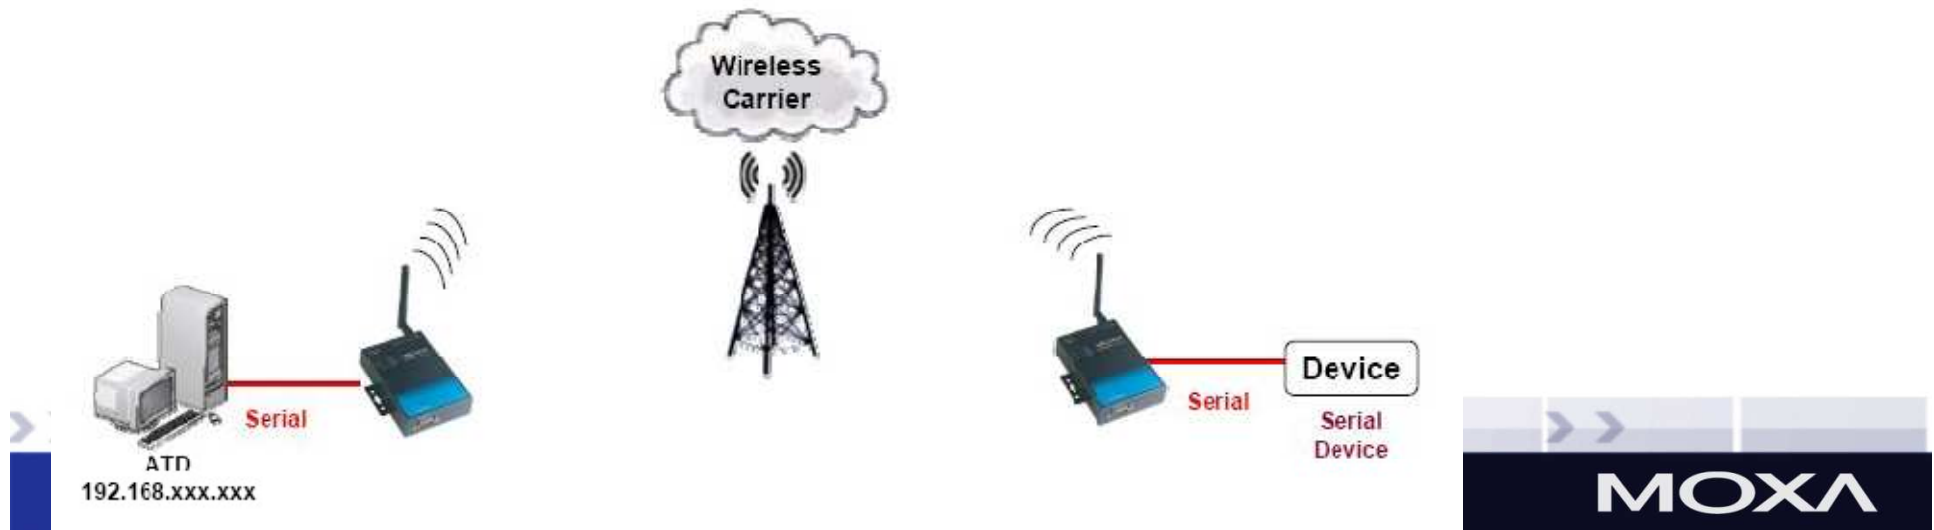 Wireless
Carrier
Serial
ATD
192.168.xxx.xxx
Serial
Device
Serial
Device
MOXA